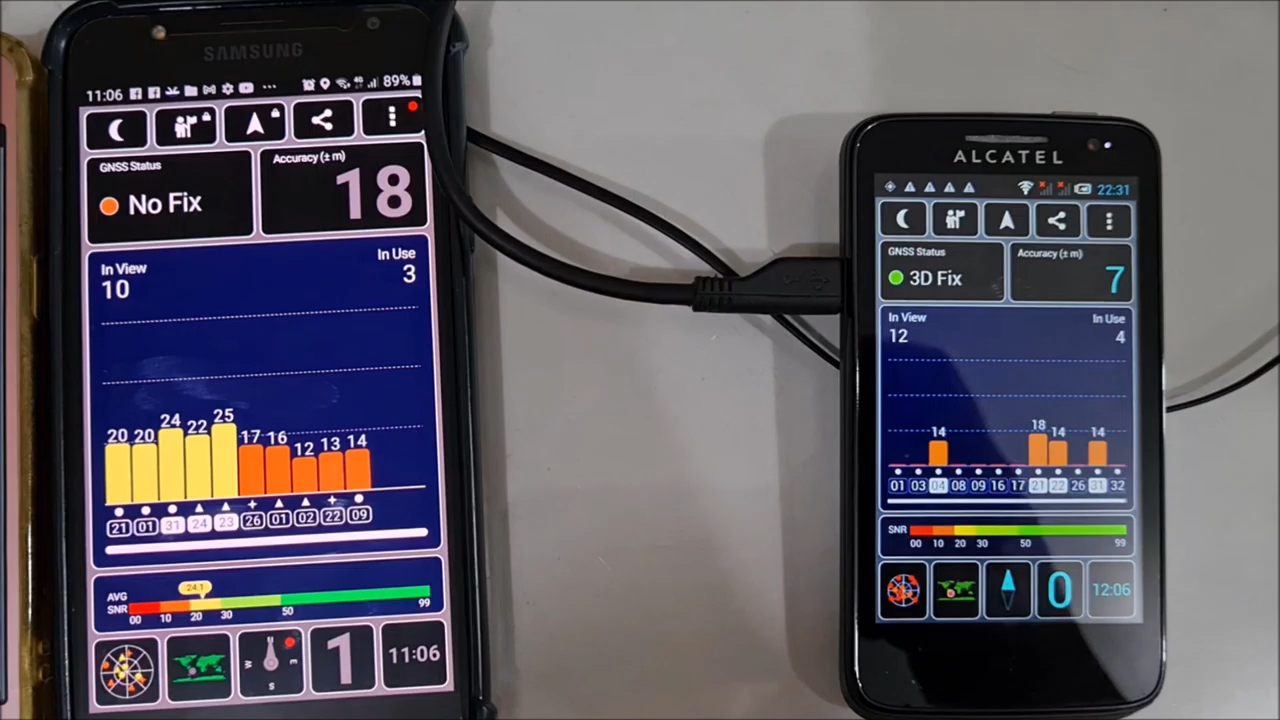 SAMSUNG
11:06 4G 89%
GNSS Status
No Fix
Accuracy (± m)
18
In View
10
In Use
3
20 20 24 22 25 17 16 12 13 14
21 01 31 24 23 26 01 02 22 09
AVG
SNR
24.1
00 10 20 30 50 99
W S E
1
11:06
ALCATEL
22:31
GNSS Status
3D Fix
Accuracy (± m)
7
In View
12
In Use
4
14 18 14 14
01 03 04 08 09 16 17 21 22 26 31 32
SNR
00 10 20 30 50 99
0
12:06